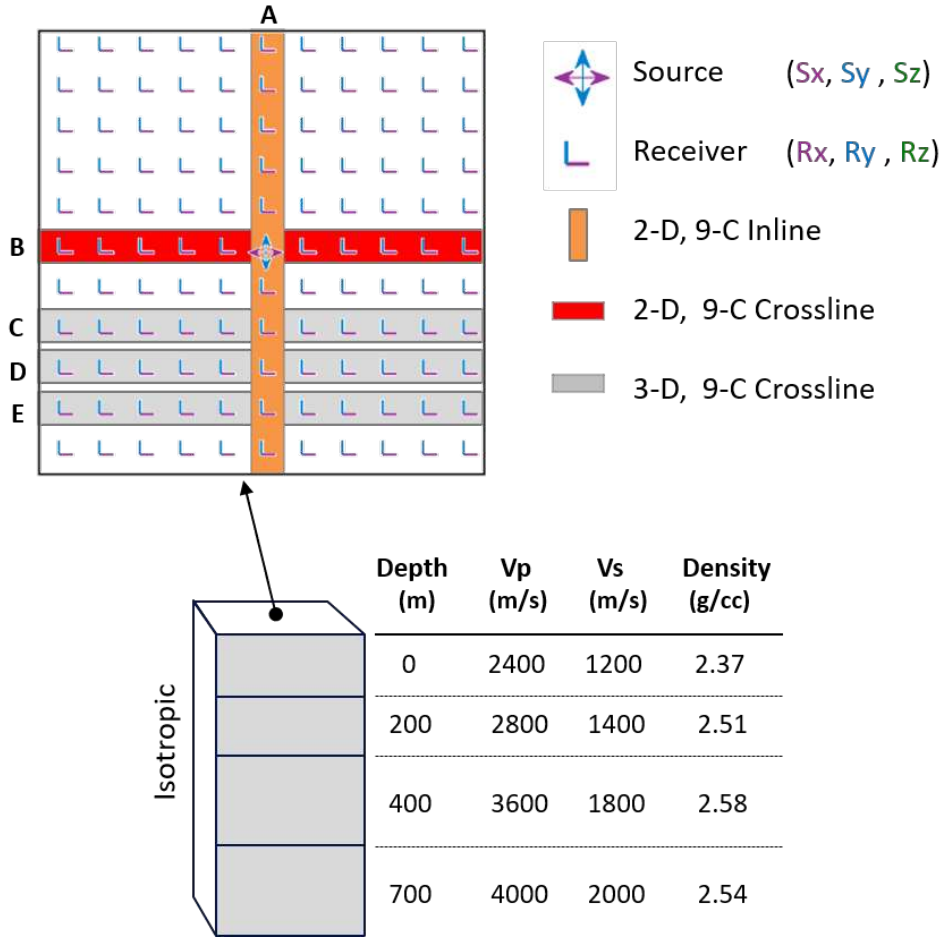 A
B
C
D
E
Source (Sx, Sy , Sz)
Receiver (Rx, Ry , Rz)
2-D, 9-C Inline
2-D, 9-C Crossline
3-D, 9-C Crossline
Isotropic
Depth Vp Vs Density
(m) (m/s) (m/s) (g/cc)
0 2400 1200 2.37
200 2800 1400 2.51
400 3600 1800 2.58
700 4000 2000 2.54